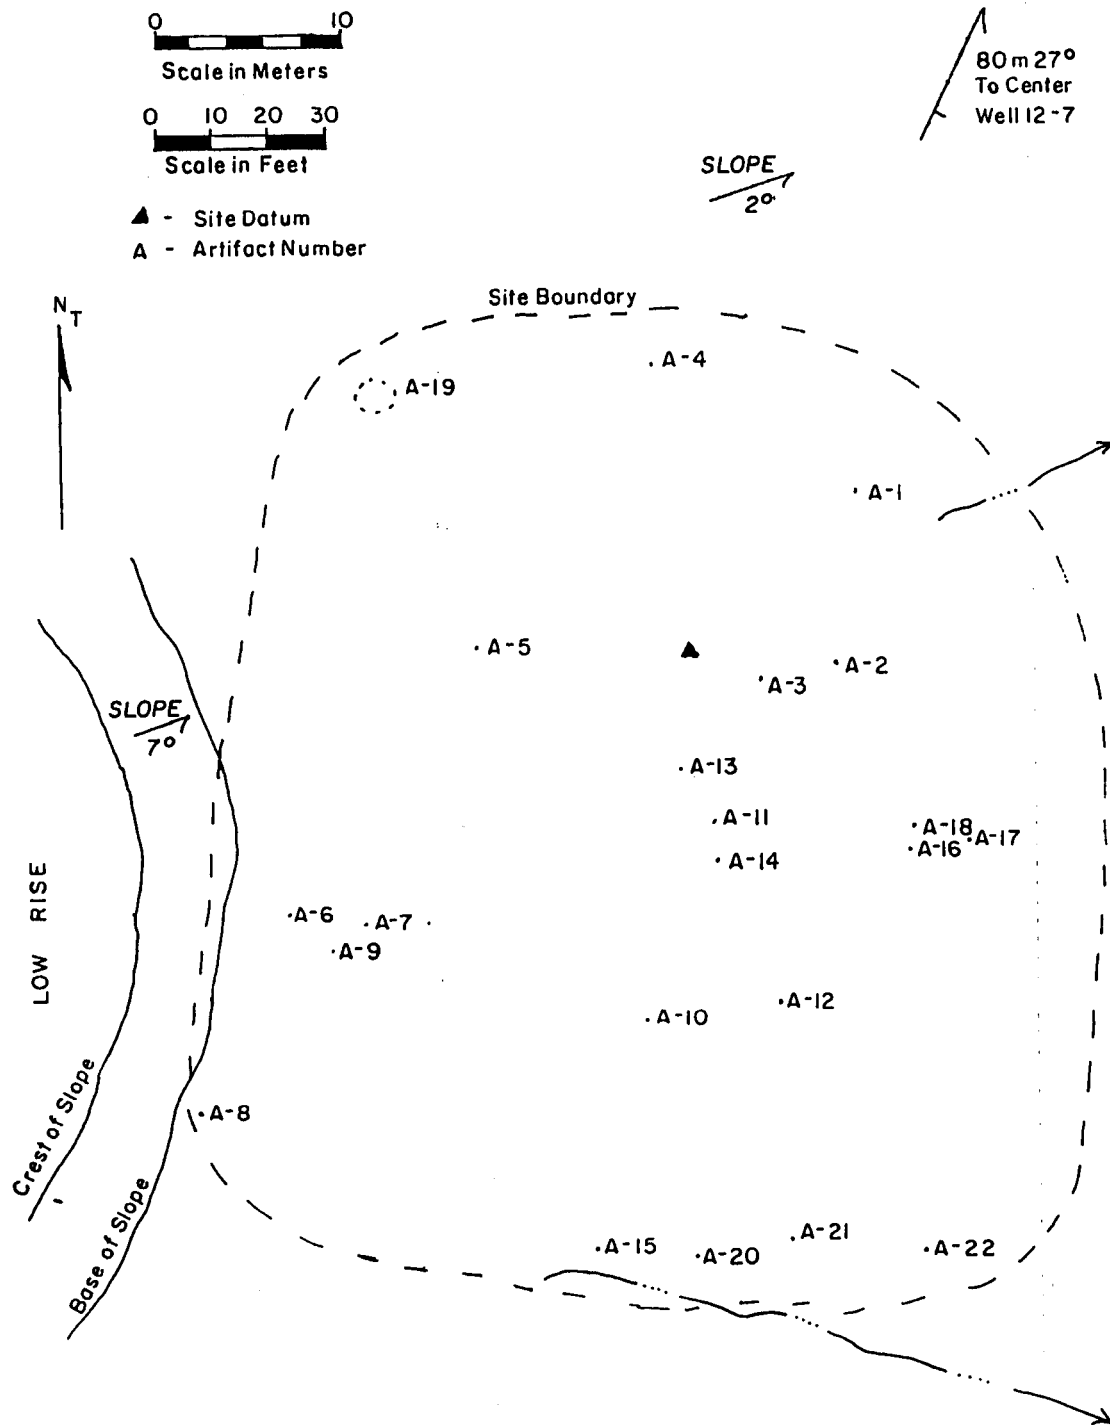 0 10
Scale in Meters
0 10 20 30
Scale in Feet
▲ - Site Datum
A - Artifact Number
80m 27°
To Center
Well 12-7
SLOPE
2°
N T
Site Boundary
A-4
A-19
A-1
A-5
A-2
A-3
SLOPE
7°
A-13
A-11
A-18
A-17
A-16
A-14
LOW RISE
A-6
A-7
A-9
A-12
A-10
A-8
Crest of Slope
Base of Slope
A-15
A-20
A-21
A-22